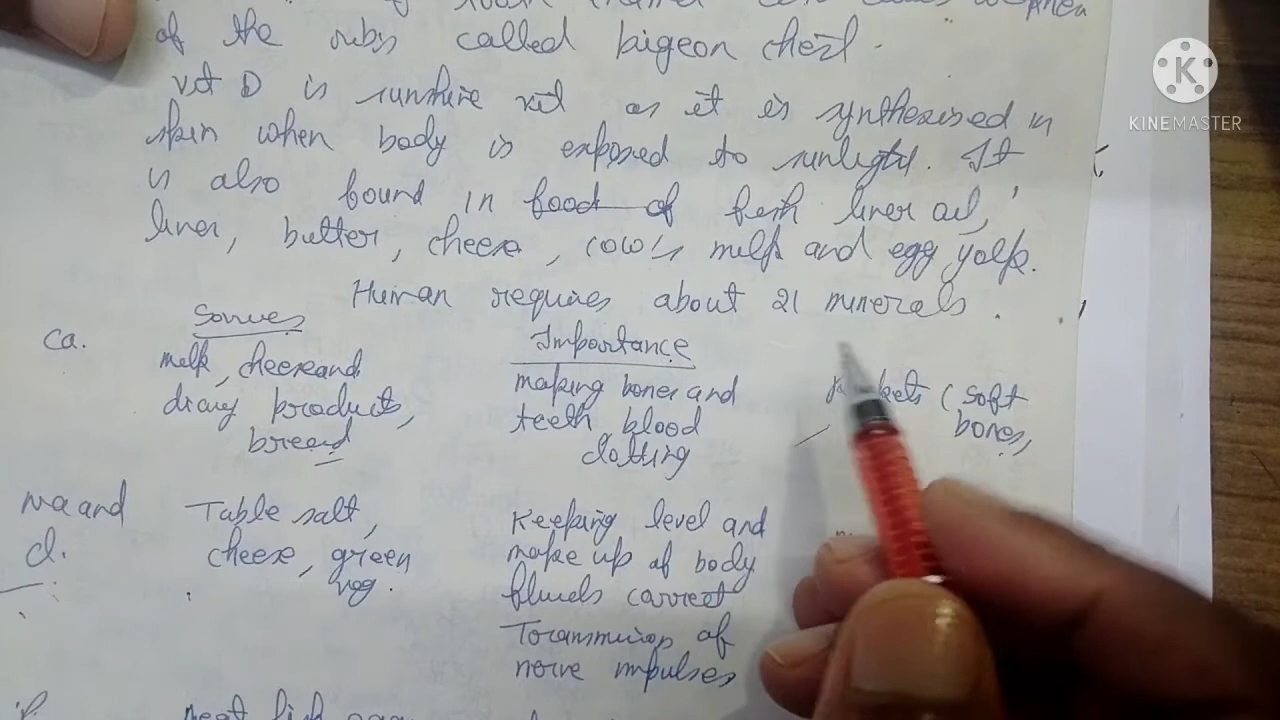 of the ribs called bigeon chest.
vit D is sunshine vit as it is synthesised in
skin when body is exposed to sunlight. It
is also found in food of fish liver oil,
liver, butter, cheese, cow's milk and egg yolk.
Human requires about 21 minerals.
Sources
Importance
ca.
milk, cheese and
diary products,
bread
making bones and
teeth blood
clotting
(soft
bones,
Na and
cl.
Table salt,
cheese, green
veg.
Keeping level and
make up of body
fluids correct
of
nerve impulses
KINEMASTER